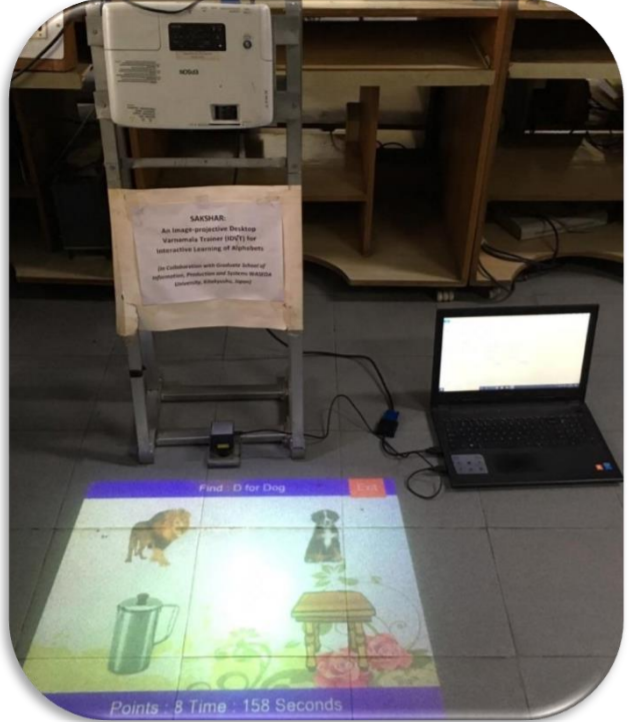 EPSON
SAKSHAR:
An Image-projective Desktop
Varnamala Trainer (IDVT) for
Interactive Learning of Alphabets
(In Collaboration with Graduate School of
Information, Production and Systems WASEDA
University, Kitakyushu, Japan)
Find : D for Dog
Exit
Points : 8 Time : 158 Seconds